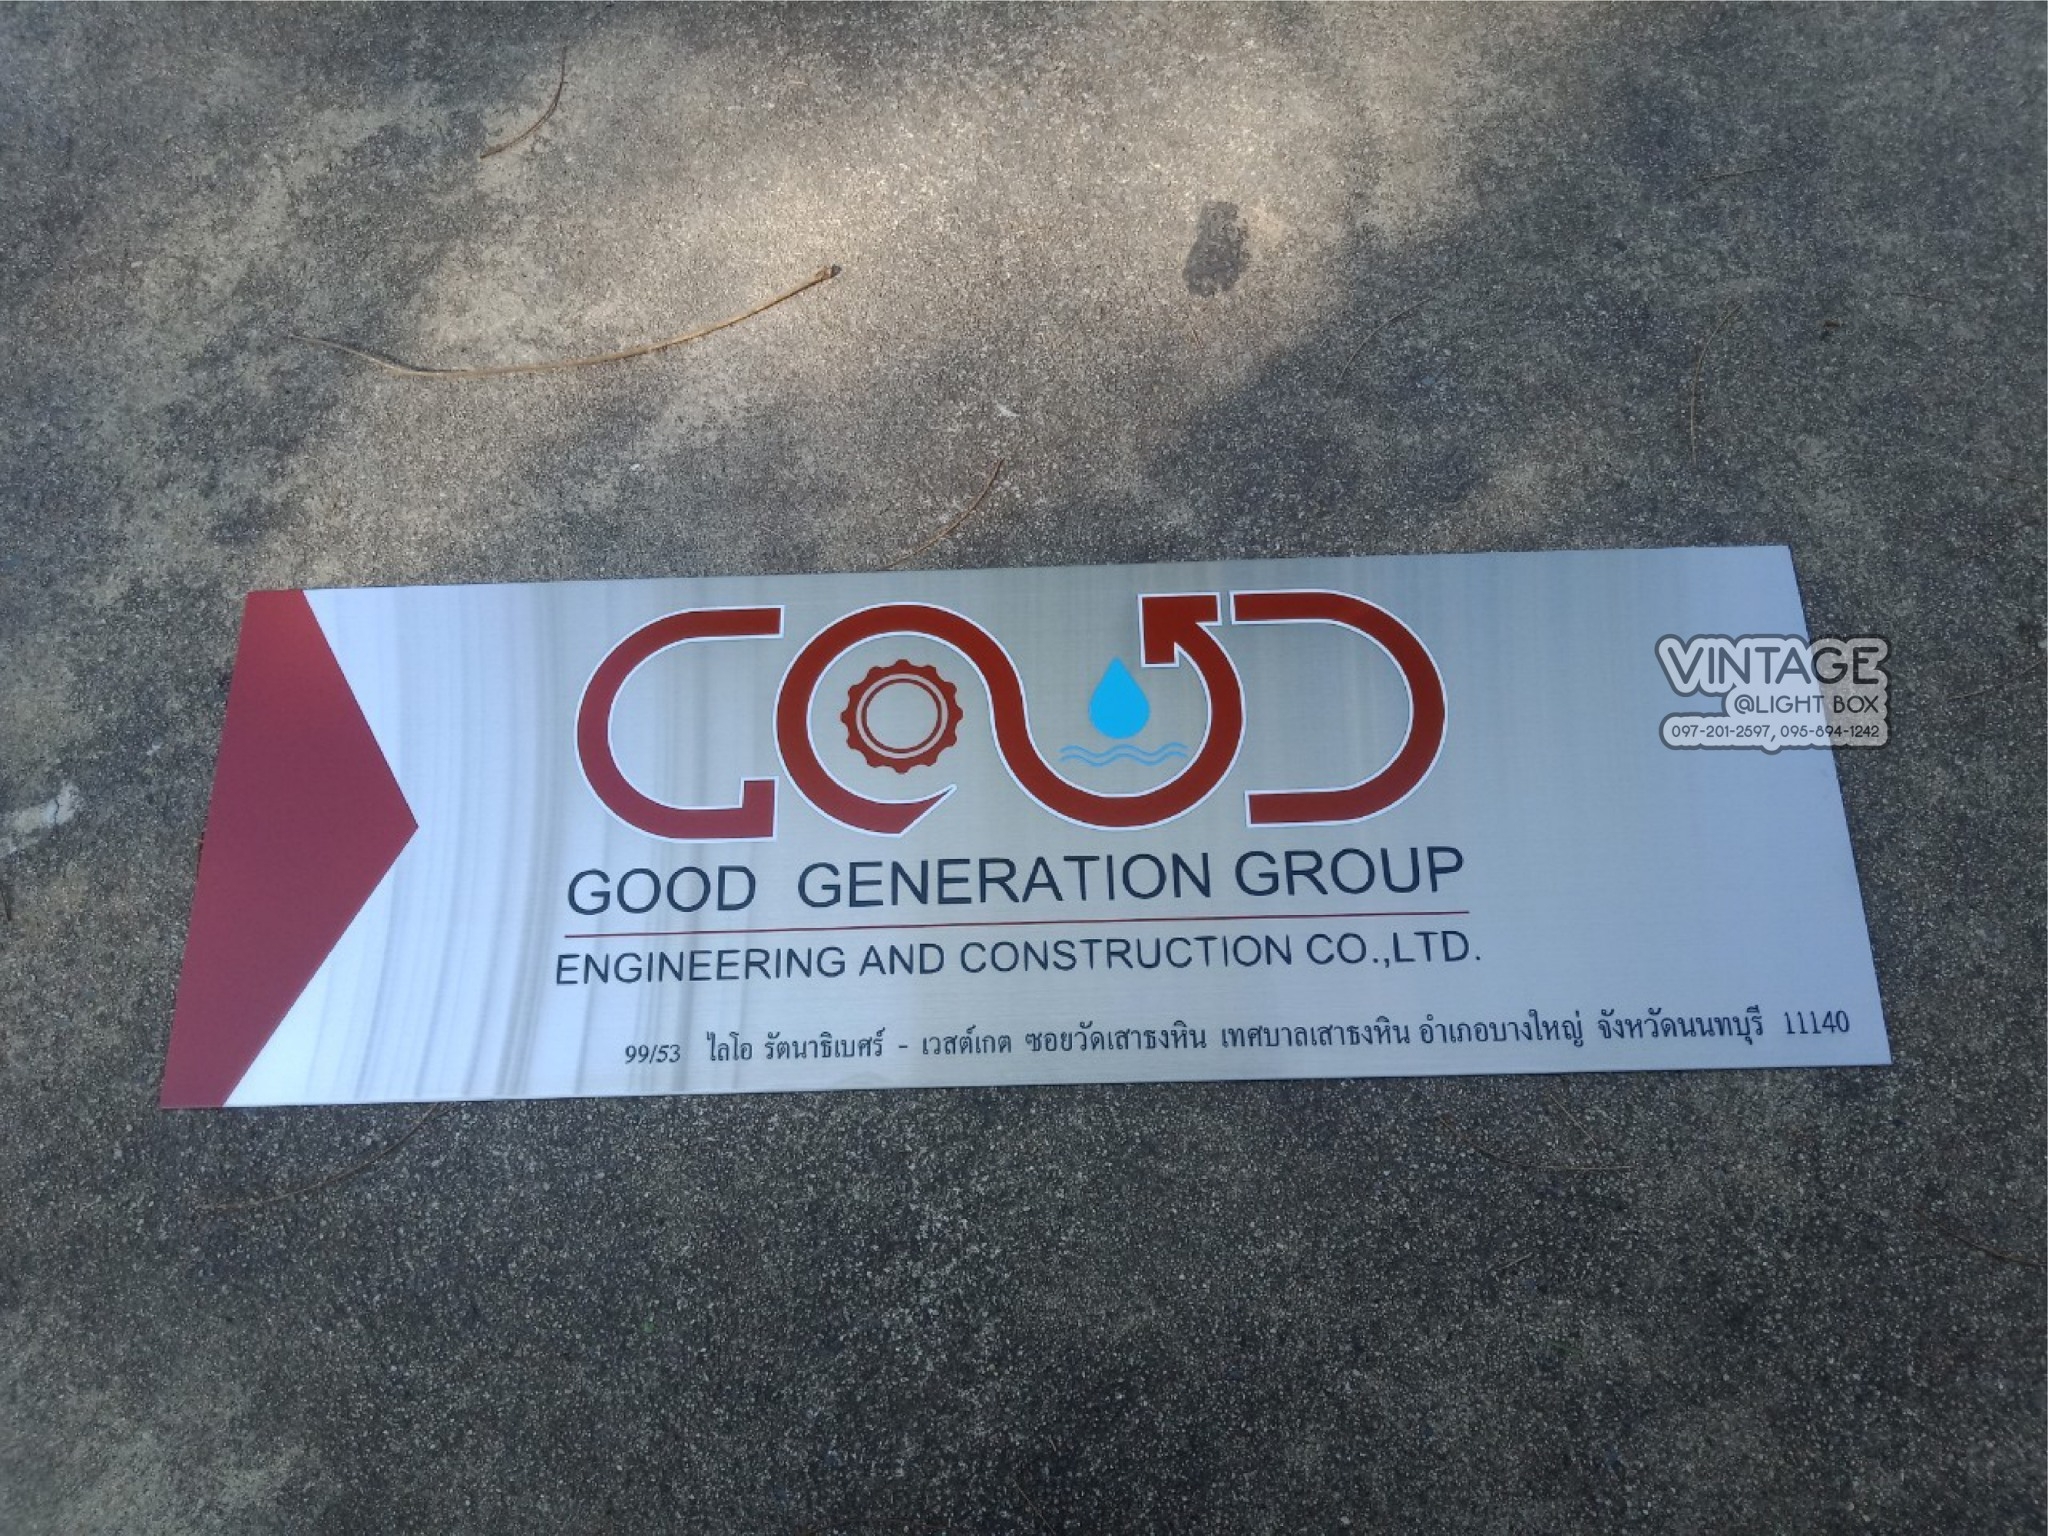 GOOD
GOOD GENERATION GROUP
ENGINEERING AND CONSTRUCTION CO.,LTD.
99/53 ไลโอ รัตนาธิเบศร์ - เวสต์เกต ซอยวัดเสาธงหิน เทศบาลเสาธงหิน อำเภอบางใหญ่ จังหวัดนนทบุรี 11140
VINTAGE
@LIGHT BOX
097-201-2597, 095-894-1242